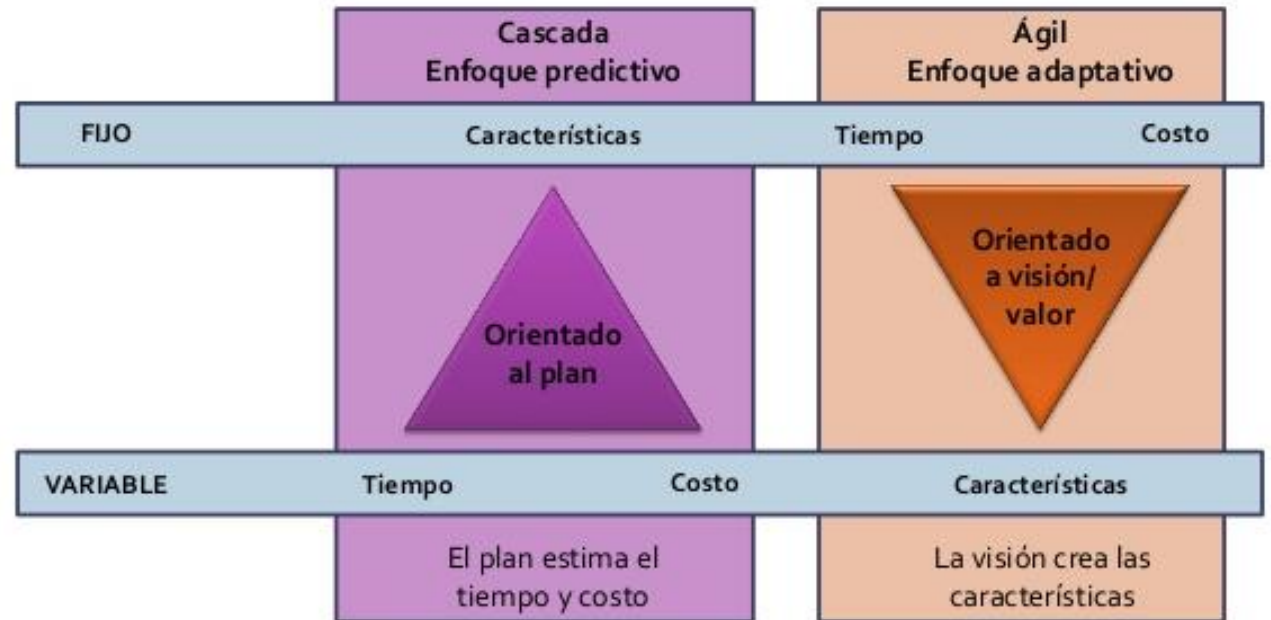 Cascada
Enfoque predictivo
Ágil
Enfoque adaptativo
FIJO
Características
Tiempo
Costo
Orientado
al plan
Orientado
a visión/
valor
VARIABLE
Tiempo
Costo
Características
El plan estima el
tiempo y costo
La visión crea las
características